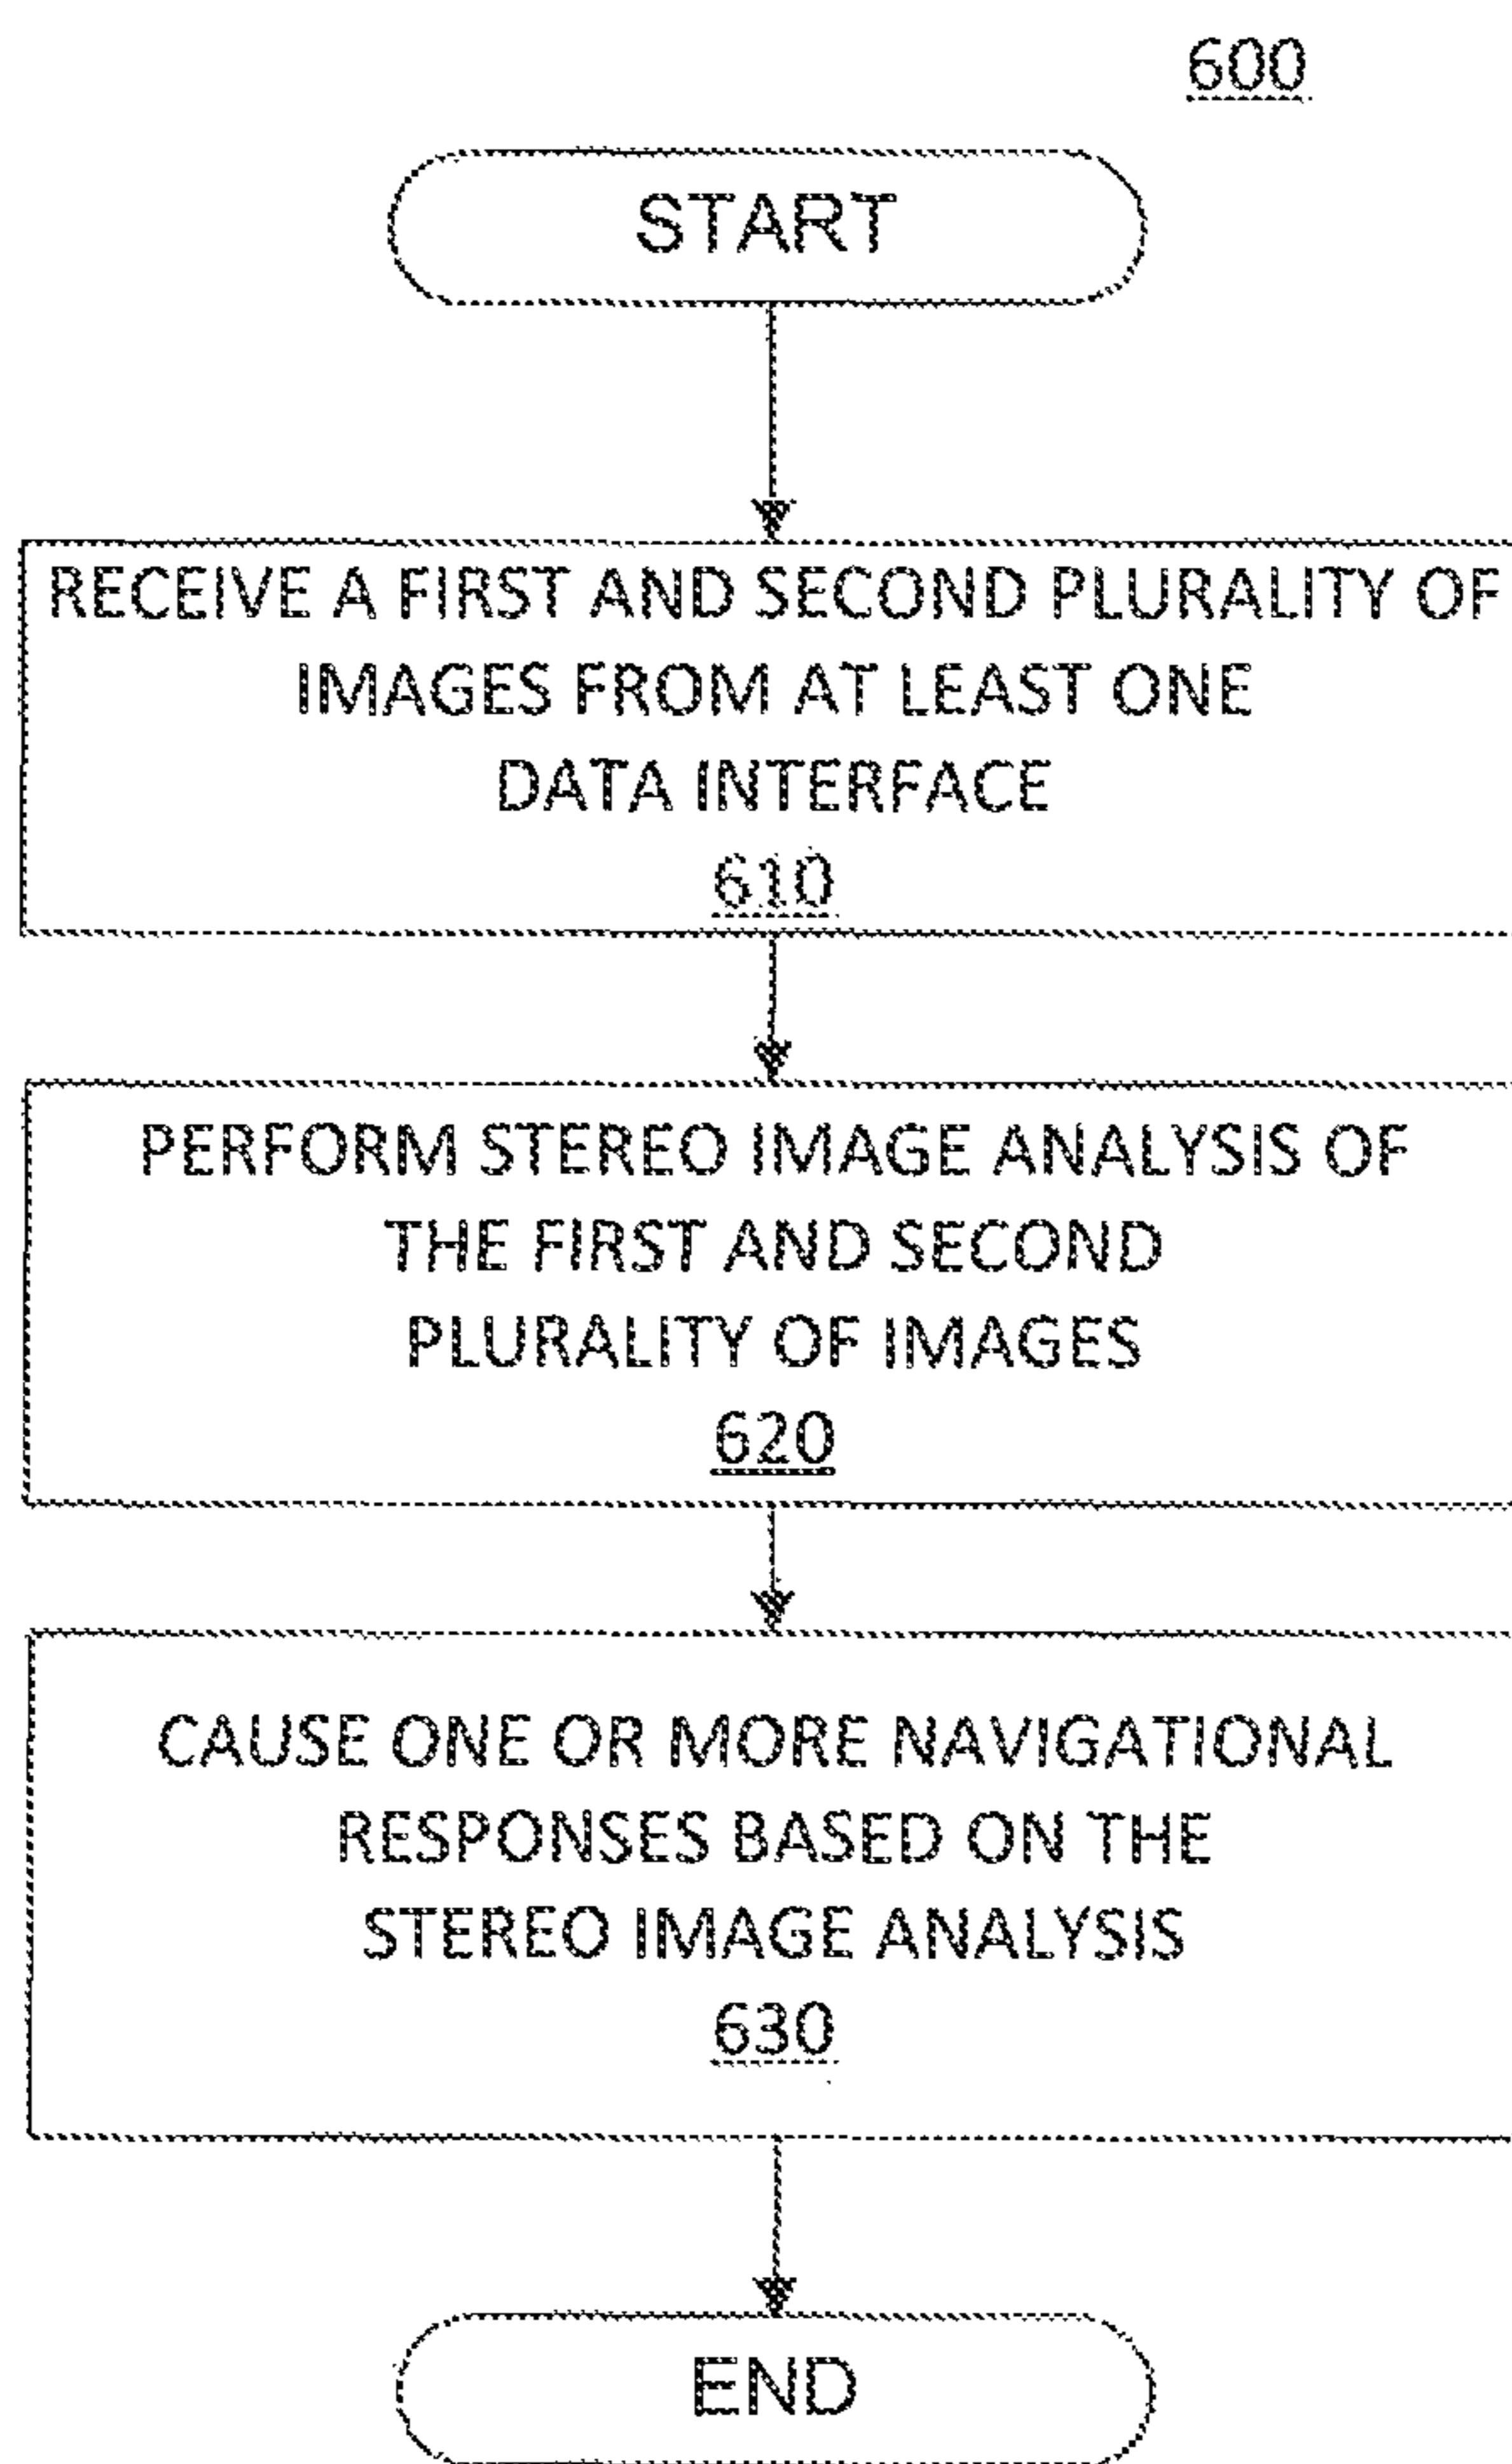 600
START
RECEIVE A FIRST AND SECOND PLURALITY OF
IMAGES FROM AT LEAST ONE
DATA INTERFACE
610
PERFORM STEREO IMAGE ANALYSIS OF
THE FIRST AND SECOND
PLURALITY OF IMAGES
620
CAUSE ONE OR MORE NAVIGATIONAL
RESPONSES BASED ON THE
STEREO IMAGE ANALYSIS
630
END